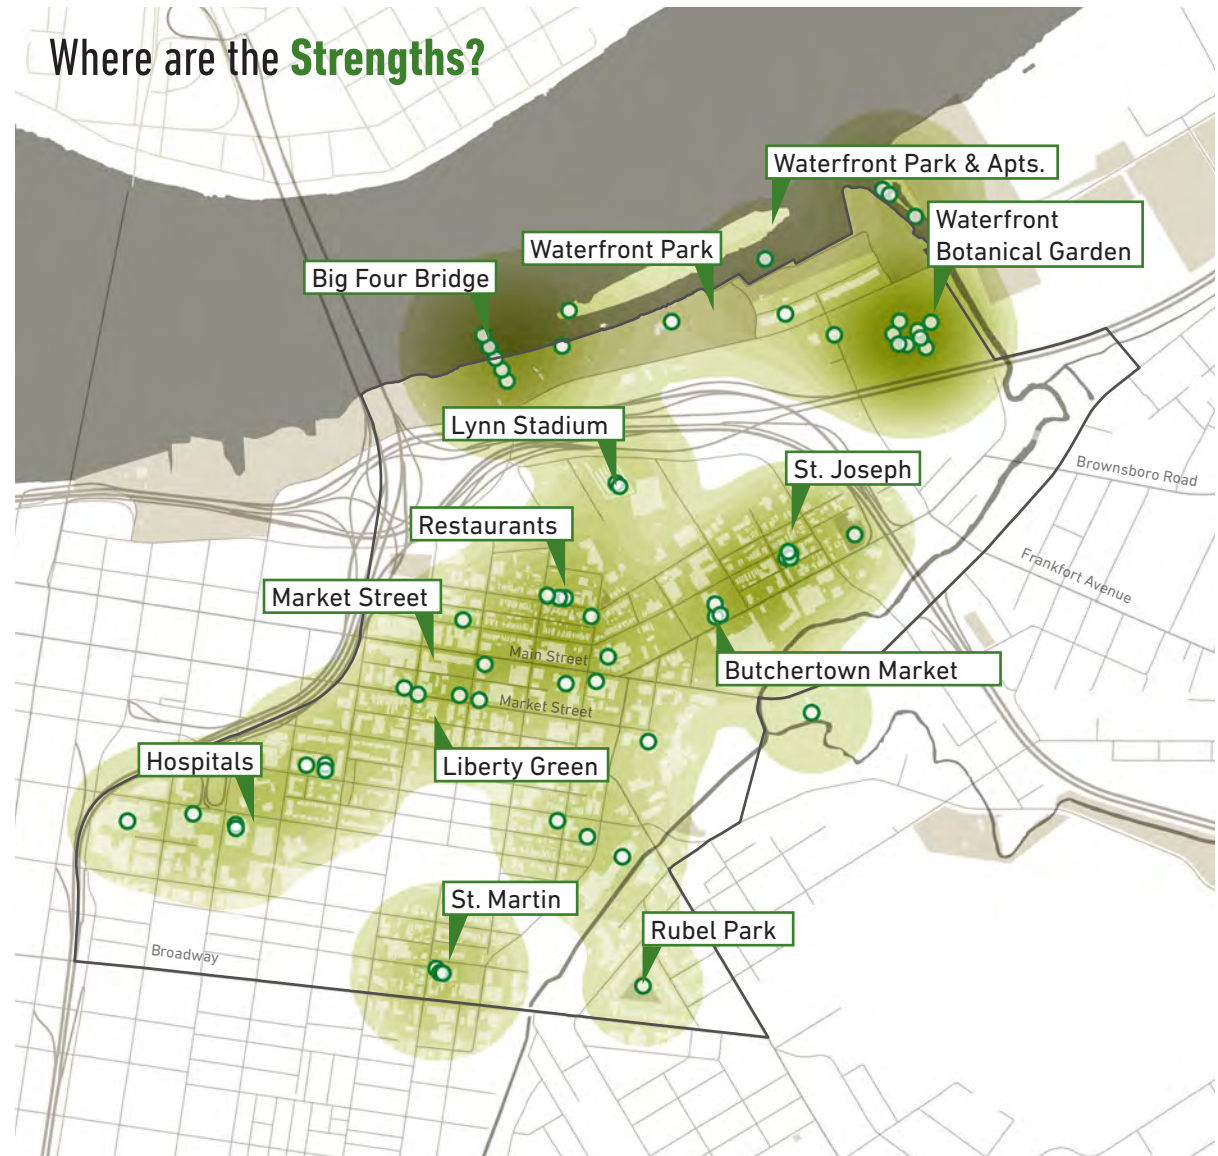 Where are the Strengths?
Waterfront Park & Apts.
Waterfront
Botanical Garden
Waterfront Park
Big Four Bridge
Lynn Stadium
St. Joseph
Brownsboro Road
Restaurants
Frankfort Avenue
Market Street
Main Street
Butchertown Market
Market Street
Hospitals
Liberty Green
St. Martin
Rubel Park
Broadway